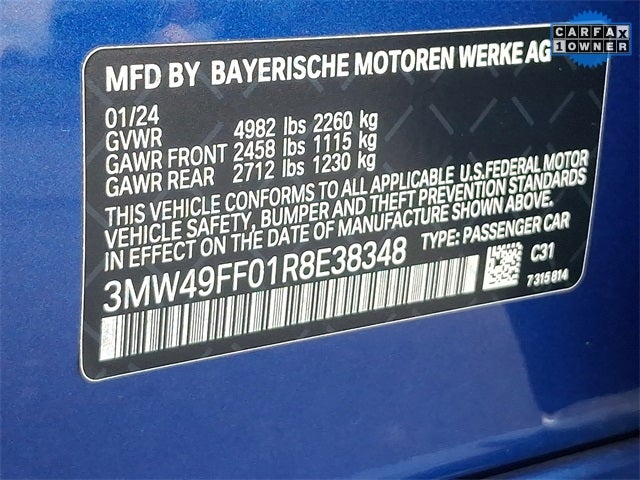 CARFAX
1 OWNER
MFD BY BAYERISCHE MOTOREN WERKE AG
01/24
GVWR 4982 lbs 2260 kg
GAWR FRONT 2458 lbs 1115 kg
GAWR REAR 2712 lbs 1230 kg
THIS VEHICLE CONFORMS TO ALL APPLICABLE U.S.FEDERAL MOTOR
VEHICLE SAFETY, BUMPER AND THEFT PREVENTION STANDARDS
IN EFFECT ON THE DATE OF MANUFACTURE SHOWN ABOVE.
3MW49FF01R8E38348 TYPE: PASSENGER CAR
C31
7315814